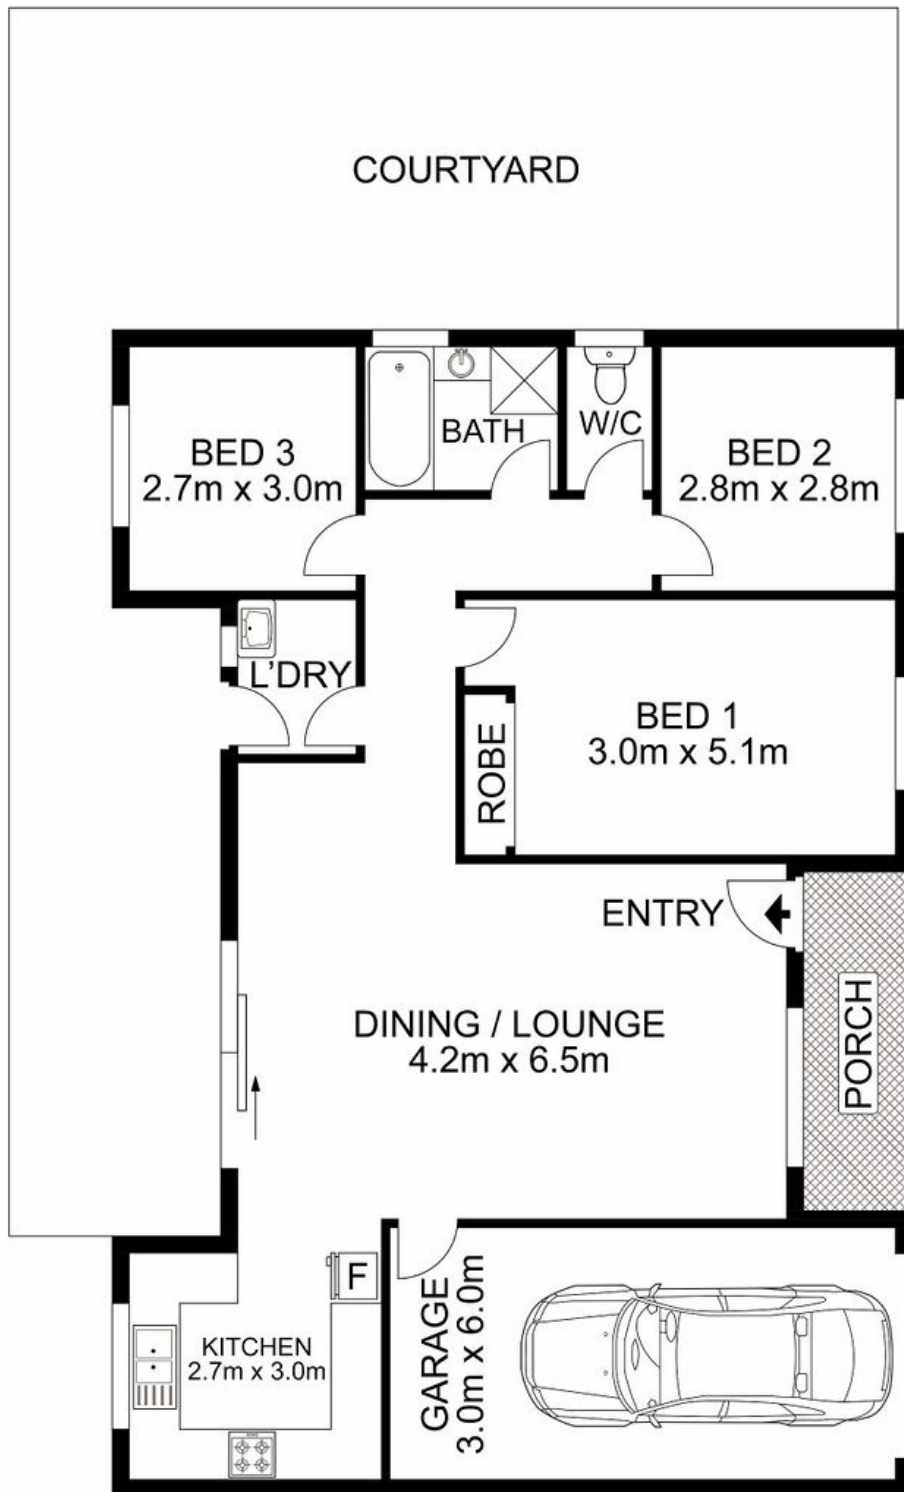 COURTYARD
BED 3
2.7m x 3.0m
BATH
W/C
BED 2
2.8m x 2.8m
L'DRY
ROBE
BED 1
3.0m x 5.1m
ENTRY
PORCH
DINING / LOUNGE
4.2m x 6.5m
F
KITCHEN
2.7m x 3.0m
GARAGE
3.0m x 6.0m